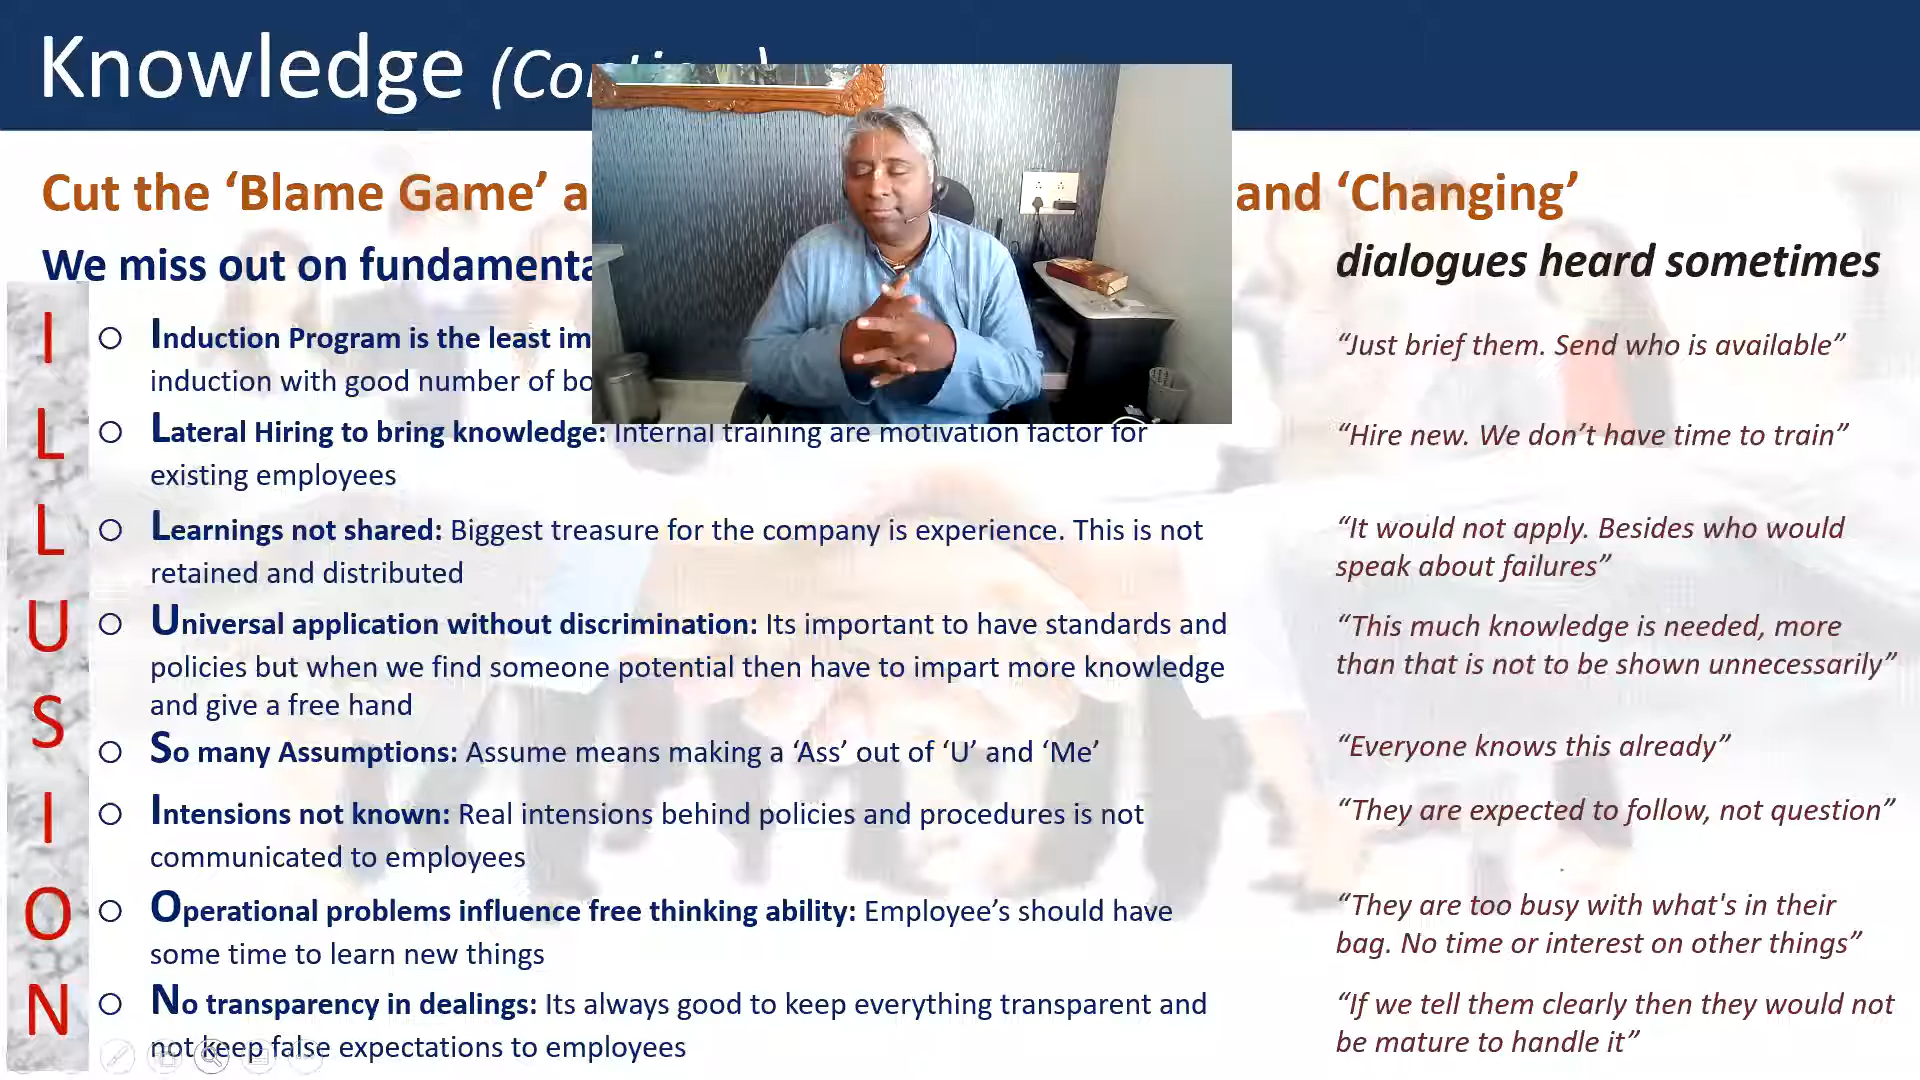 Knowledge
Cut the ‘Blame Game’ and ‘Changing’
We miss out on
dialogues heard sometimes
I
L
L
U
S
I
O
N
Induction Program is the least
induction with good number of
“Just brief them. Send who is available”
Lateral Hiring to bring knowledge: Internal training are motivation factor for
existing employees
“Hire new. We don’t have time to train”
Learnings not shared: Biggest treasure for the company is experience. This is not
retained and distributed
“It would not apply. Besides who would
speak about failures”
Universal application without discrimination: Its important to have standards and
policies but when we find someone potential then have to impart more knowledge
and give a free hand
“This much knowledge is needed, more
than that is not to be shown unnecessarily”
So many Assumptions: Assume means making a ‘Ass’ out of ‘U’ and ‘Me’
“Everyone knows this already”
Intensions not known: Real intensions behind policies and procedures is not
communicated to employees
“They are expected to follow, not question”
Operational problems influence free thinking ability: Employee’s should have
some time to learn new things
“They are too busy with what's in their
bag. No time or interest on other things”
No transparency in dealings: Its always good to keep everything transparent and
not keep false expectations to employees
“If we tell them clearly then they would not
be mature to handle it”